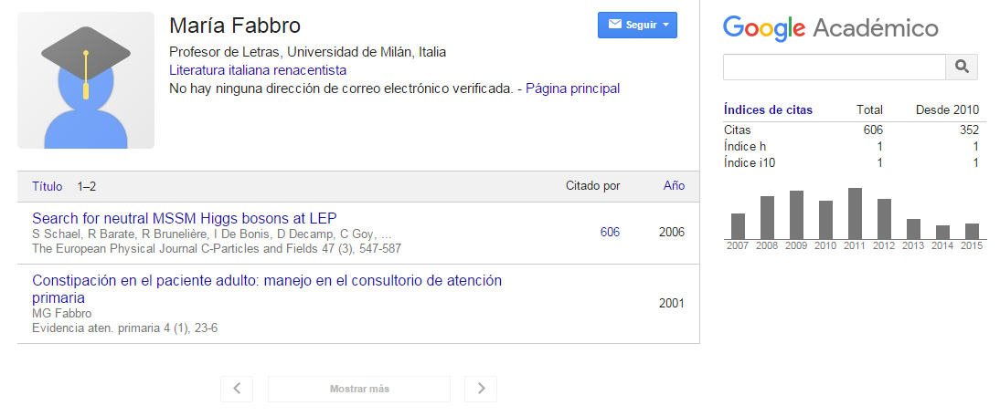 María Fabbro
Seguir
Profesor de Letras, Universidad de Milán, Italia
Literatura italiana renacentista
No hay ninguna dirección de correo electrónico verificada. - Página principal
Título 1–2 Citado por Año
Search for neutral MSSM Higgs bosons at LEP
S Schael, R Barate, R Brunelière, I De Bonis, D Decamp, C Goy, ...
The European Physical Journal C-Particles and Fields 47 (3), 547-587
606 2006
Constipación en el paciente adulto: manejo en el consultorio de atención
primaria
MG Fabbro
Evidencia aten. primaria 4 (1), 23-6
2001
Mostrar más
Google Académico
Índices de citas Total Desde 2010
Citas 606 352
Índice h 1 1
Índice i10 1 1
2007 2008 2009 2010 2011 2012 2013 2014 2015